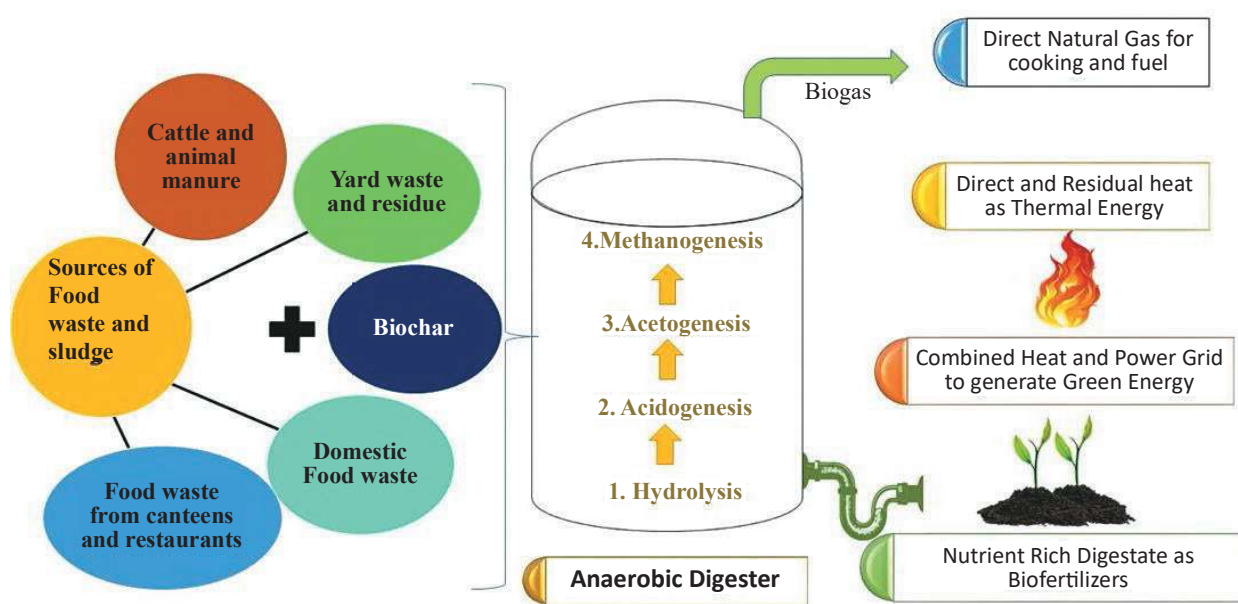 Cattle and
animal
manure
Yard waste
and residue
Sources of
Food
waste and
sludge
Biochar
Domestic
Food waste
Food waste
from canteens
and restaurants
4.Methanogenesis
3.Acetogenesis
2. Acidogenesis
1. Hydrolysis
Anaerobic Digester
Biogas
Direct Natural Gas for
cooking and fuel
Direct and Residual heat
as Thermal Energy
Combined Heat and Power Grid
to generate Green Energy
Nutrient Rich Digestate as
Biofertilizers